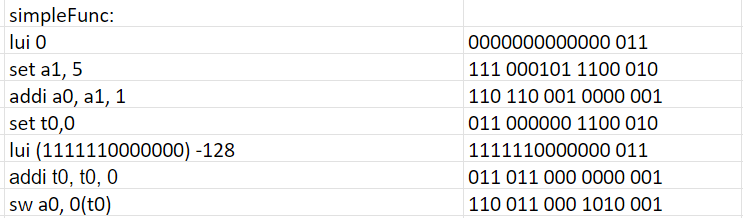 simpleFunc:
lui 0 0000000000000 011
set a1, 5 111 000101 1100 010
addi a0, a1, 1 110 110 001 0000 001
set t0,0 011 000000 1100 010
lui (1111110000000) -128 1111110000000 011
addi t0, t0, 0 011 011 000 0000 001
sw a0, 0(t0) 110 011 000 1010 001